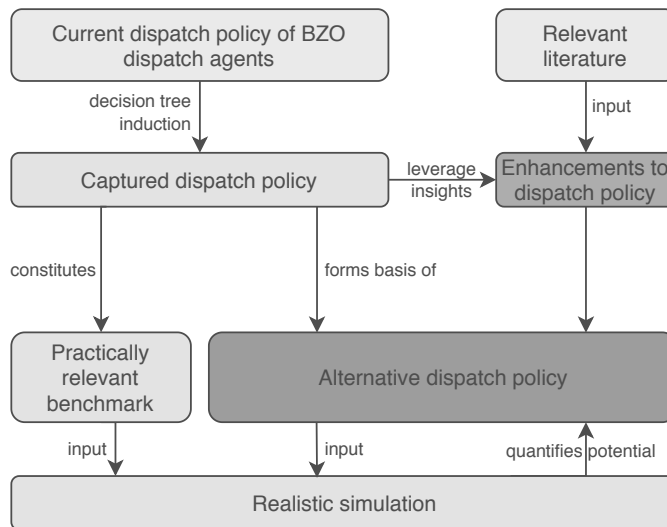 Current dispatch policy of BZO
dispatch agents
Relevant
literature
decision tree
induction
input
Captured dispatch policy
leverage
insights
Enhancements to
dispatch policy
constitutes
forms basis of
Practically
relevant
benchmark
Alternative dispatch policy
input
input
quantifies potential
Realistic simulation